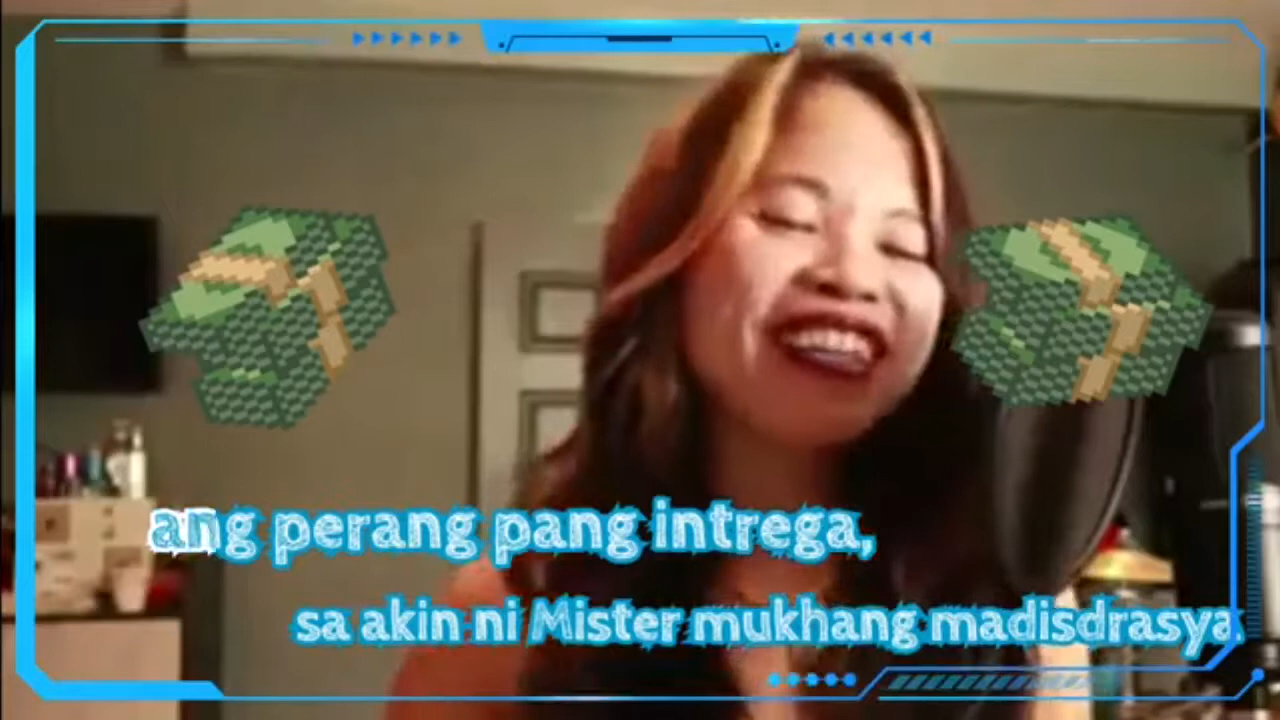 ang perang pang intrega,
sa akin ni Mister mukhang madisdrasya.